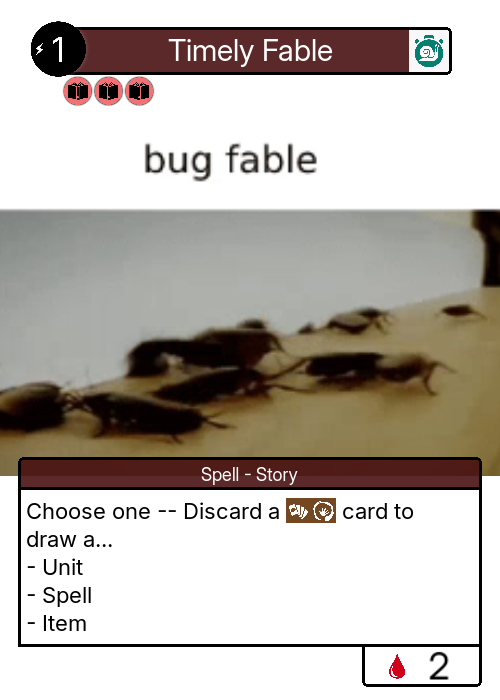 1
Timely Fable
bug fable
Spell - Story
Choose one -- Discard a card to
draw a...
- Unit
- Spell
- Item
2